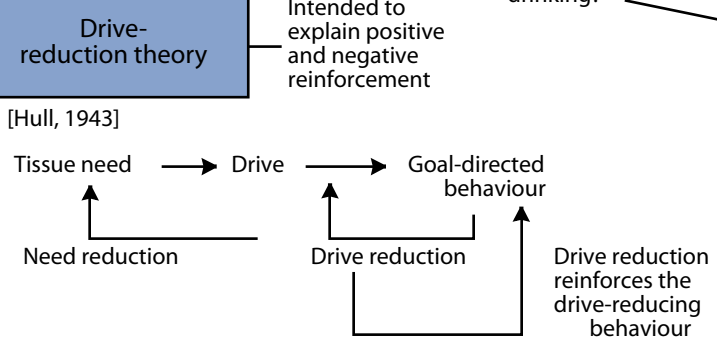 Drive-
reduction theory
Intended to
explain positive
and negative
reinforcement
drinking.
[Hull, 1943]
Tissue need
Drive
Goal-directed
behaviour
Need reduction
Drive reduction
Drive reduction
reinforces the
drive-reducing
behaviour